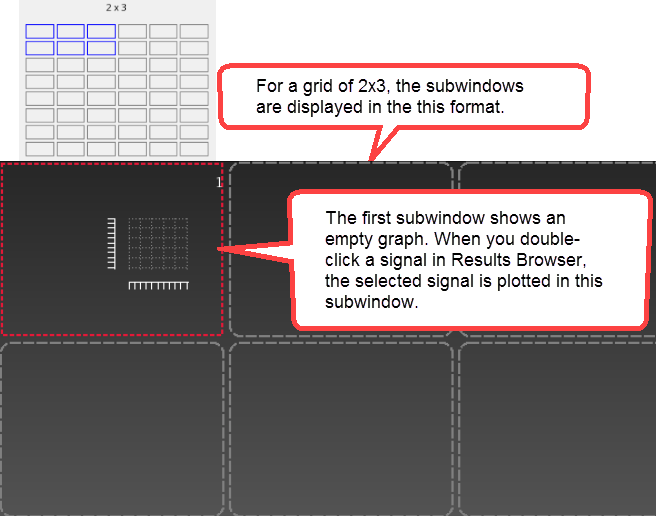 2 x 3
For a grid of 2x3, the subwindows
are displayed in the this format.
1
The first subwindow shows an
empty graph. When you double-
click a signal in Results Browser,
the selected signal is plotted in this
subwindow.